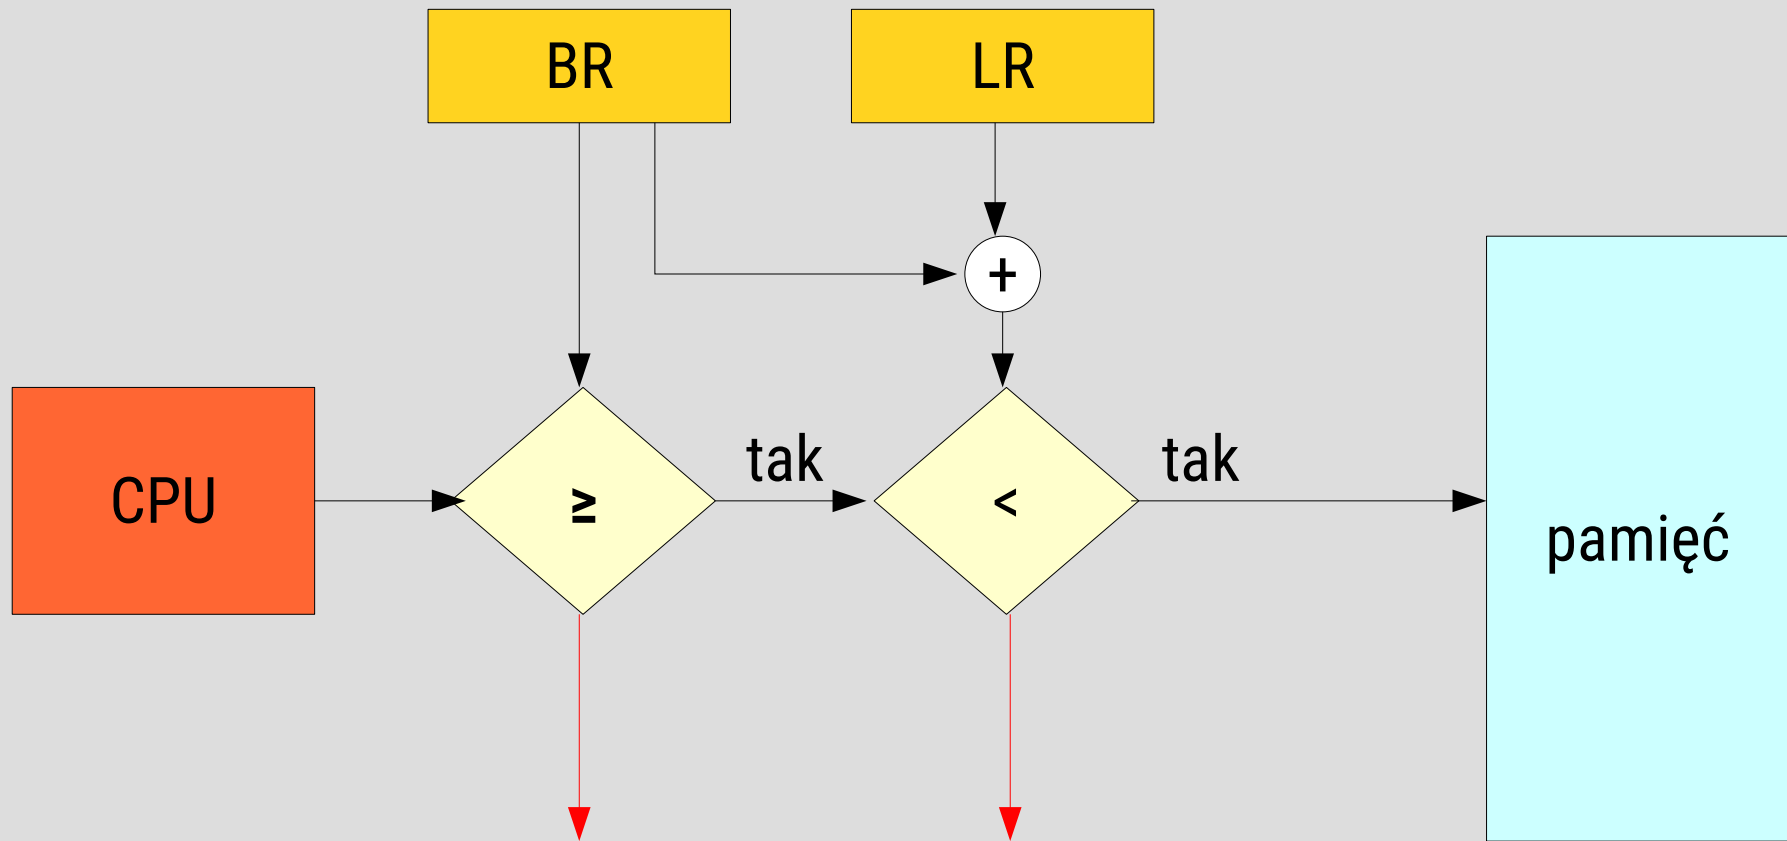 BR
LR
+
CPU
≥
tak
<
tak
pamięć